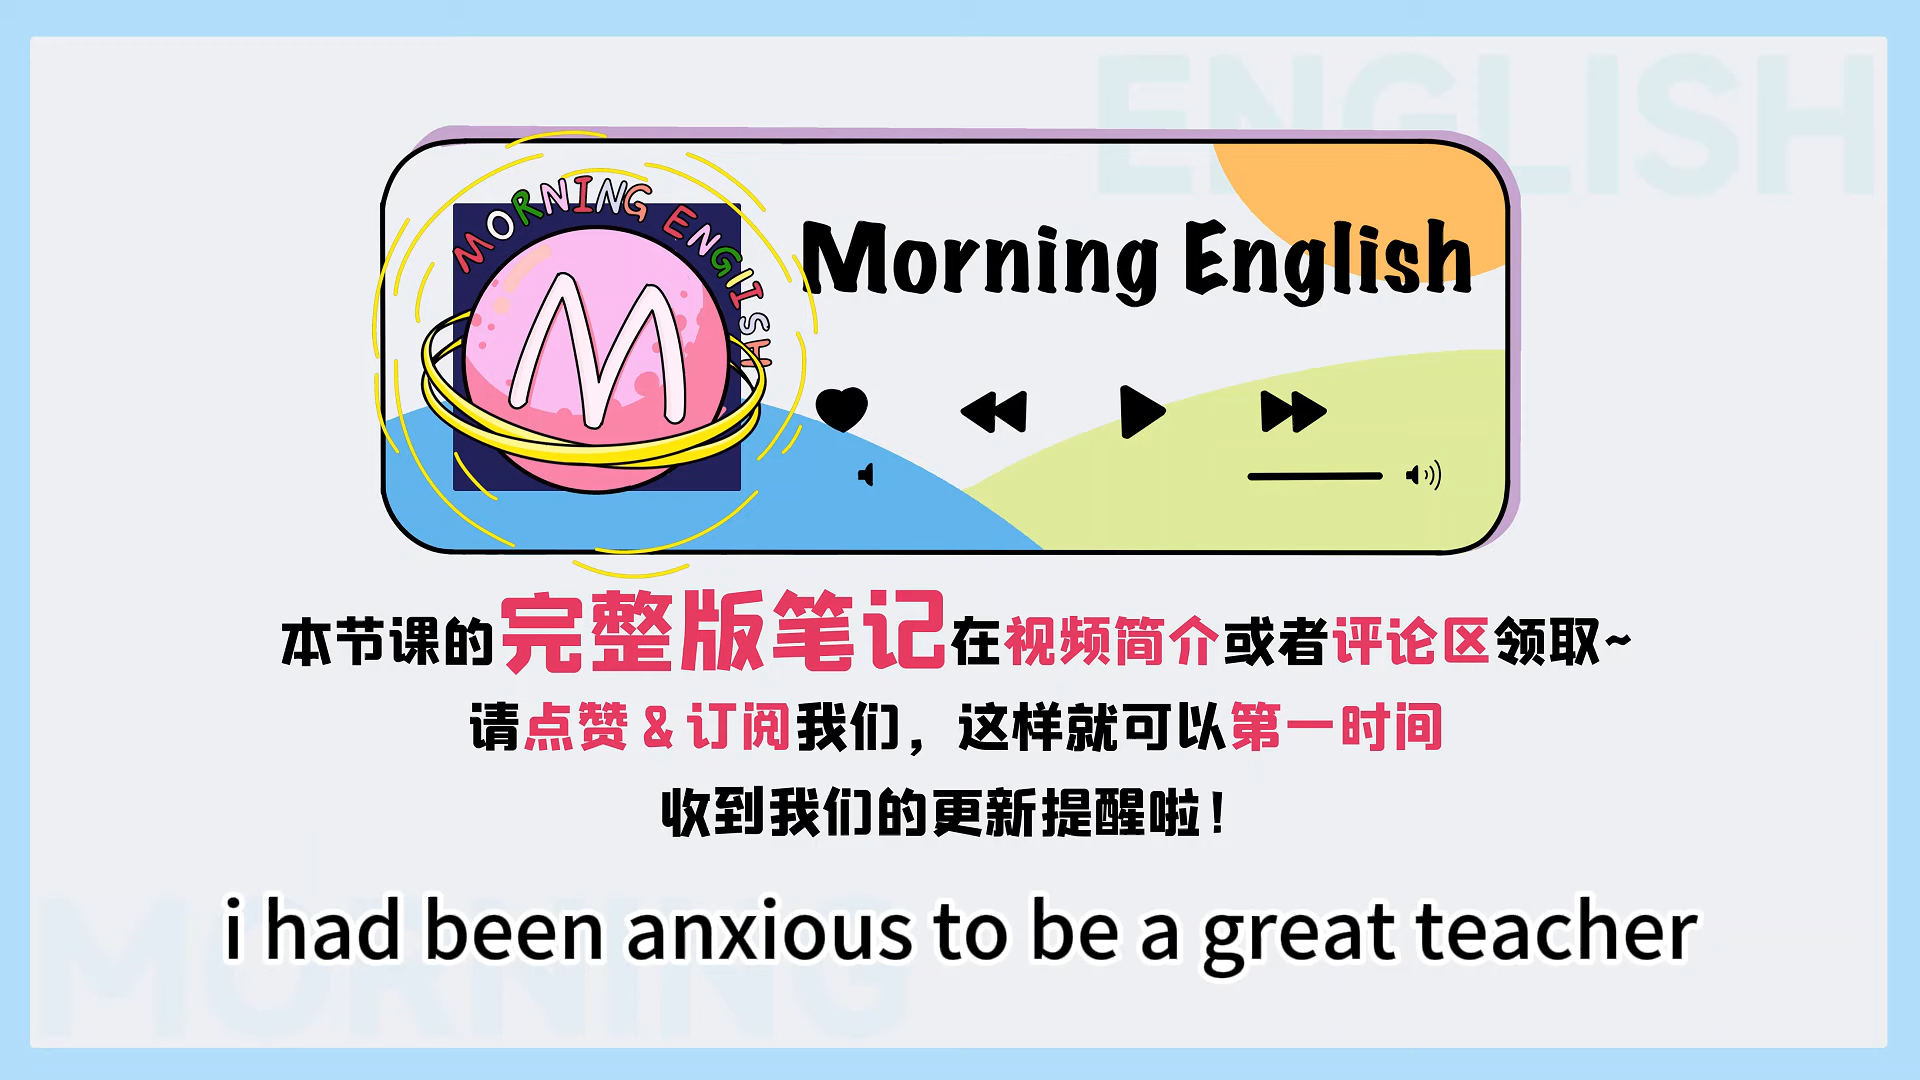 ENGLISH
MORNING ENGLISH
M
Morning English
本节课的完整版笔记在视频简介或者评论区领取~
请点赞&订阅我们，这样就可以第一时间
收到我们的更新提醒啦！
i had been anxious to be a great teacher
MORNING